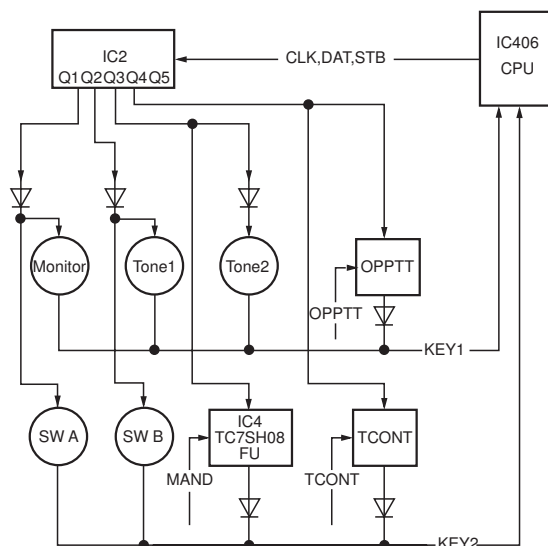 IC2
Q1 Q2 Q3 Q4 Q5
CLK,DAT,STB
IC406
CPU
Monitor
Tone1
Tone2
OPPTT
OPPTT
KEY1
SW A
SW B
IC4
TC7SH08
FU
TCONT
MAND
TCONT
KEY2